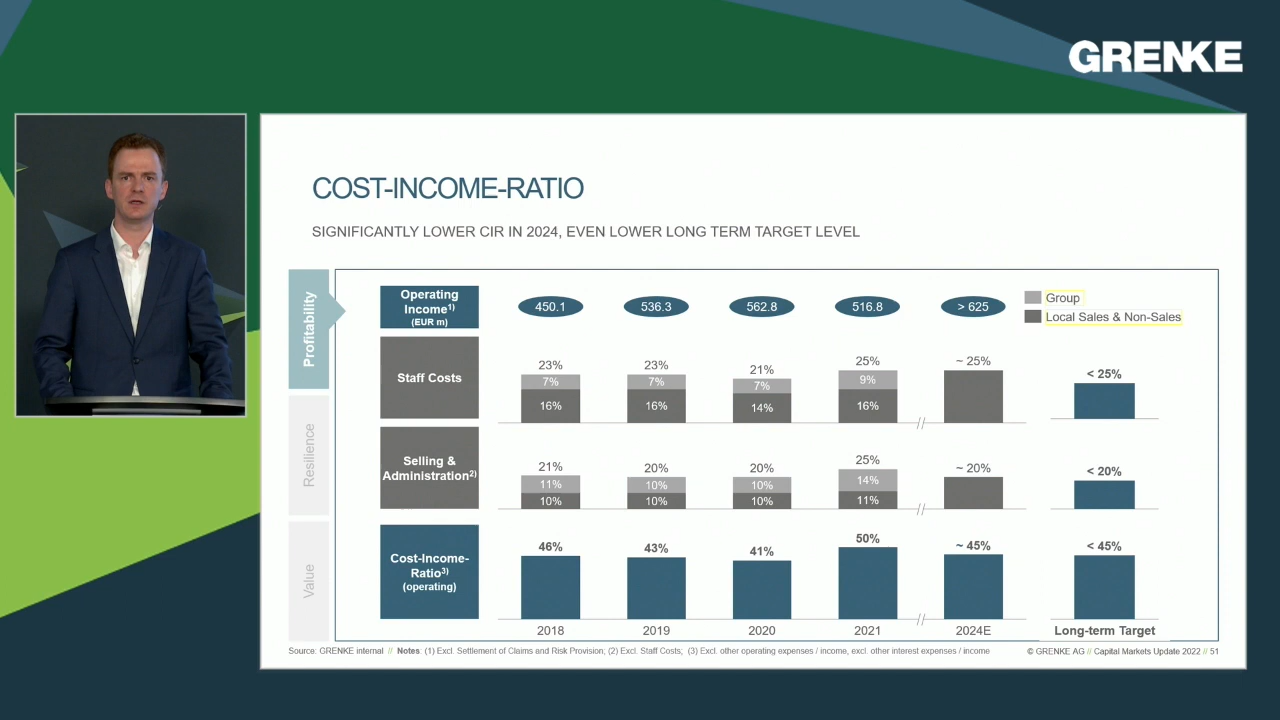 GRENKE
COST-INCOME-RATIO
SIGNIFICANTLY LOWER CIR IN 2024, EVEN LOWER LONG TERM TARGET LEVEL
Profitability
Resilience
Value
Operating
Income1)
(EUR m)
450.1
536.3
562.8
516.8
> 625
Group
Local Sales & Non-Sales
Staff Costs
23%
7%
16%
23%
7%
16%
21%
7%
14%
25%
9%
16%
~ 25%
< 25%
Selling &
Administration2)
21%
11%
10%
20%
10%
10%
20%
10%
10%
25%
14%
11%
~ 20%
< 20%
Cost-Income-
Ratio3)
(operating)
46%
43%
41%
50%
~ 45%
< 45%
2018
2019
2020
2021
2024E
Long-term Target
Source: GRENKE internal // Notes: (1) Excl. Settlement of Claims and Risk Provision; (2) Excl. Staff Costs; (3) Excl. other operating expenses / income, excl. other interest expenses / income
© GRENKE AG // Capital Markets Update 2022 // 51